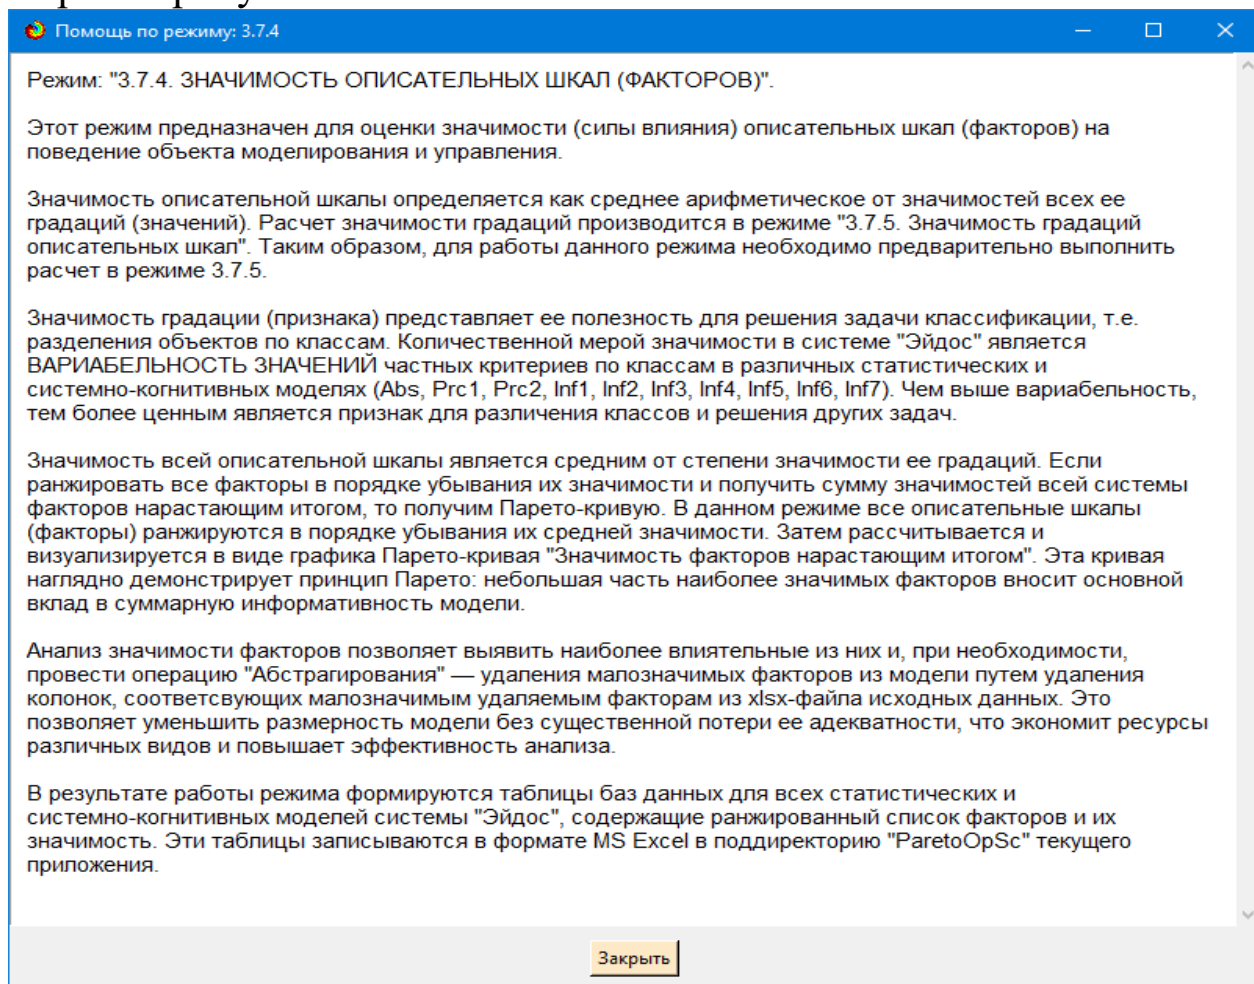 Помощь по режиму: 3.7.4
Режим: "3.7.4. ЗНАЧИМОСТЬ ОПИСАТЕЛЬНЫХ ШКАЛ (ФАКТОРОВ)".
Этот режим предназначен для оценки значимости (силы влияния) описательных шкал (факторов) на
поведение объекта моделирования и управления.
Значимость описательной шкалы определяется как среднее арифметическое от значимостей всех ее
градаций (значений). Расчет значимости градаций производится в режиме "3.7.5. Значимость градаций
описательных шкал". Таким образом, для работы данного режима необходимо предварительно выполнить
расчет в режиме 3.7.5.
Значимость градации (признака) представляет ее полезность для решения задачи классификации, т.е.
разделения объектов по классам. Количественной мерой значимости в системе "Эйдос" является
ВАРИАБЕЛЬНОСТЬ ЗНАЧЕНИЙ частных критериев по классам в различных статистических и
системно-когнитивных моделях (Abs, Prc1, Prc2, Inf1, Inf2, Inf3, Inf4, Inf5, Inf6, Inf7). Чем выше вариабельность,
тем более ценным является признак для различения классов и решения других задач.
Значимость всей описательной шкалы является средним от степени значимости ее градаций. Если
ранжировать все факторы в порядке убывания их значимости и получить сумму значимостей всей системы
факторов нарастающим итогом, то получим Парето-кривую. В данном режиме все описательные шкалы
(факторы) ранжируются в порядке убывания их средней значимости. Затем рассчитывается и
визуализируется в виде графика Парето-кривая "Значимость факторов нарастающим итогом". Эта кривая
наглядно демонстрирует принцип Парето: небольшая часть наиболее значимых факторов вносит основной
вклад в суммарную информативность модели.
Анализ значимости факторов позволяет выявить наиболее влиятельные из них и, при необходимости,
провести операцию "Абстрагирования" — удаления малозначимых факторов из модели путем удаления
колонок, соответсвующих малозначимым удаляемым факторам из xlsx-файла исходных данных. Это
позволяет уменьшить размерность модели без существенной потери ее адекватности, что экономит ресурсы
различных видов и повышает эффективность анализа.
В результате работы режима формируются таблицы баз данных для всех статистических и
системно-когнитивных моделей системы "Эйдос", содержащие ранжированный список факторов и их
значимость. Эти таблицы записываются в формате MS Excel в поддиректорию "ParetoOpSc" текущего
приложения.
Закрыть